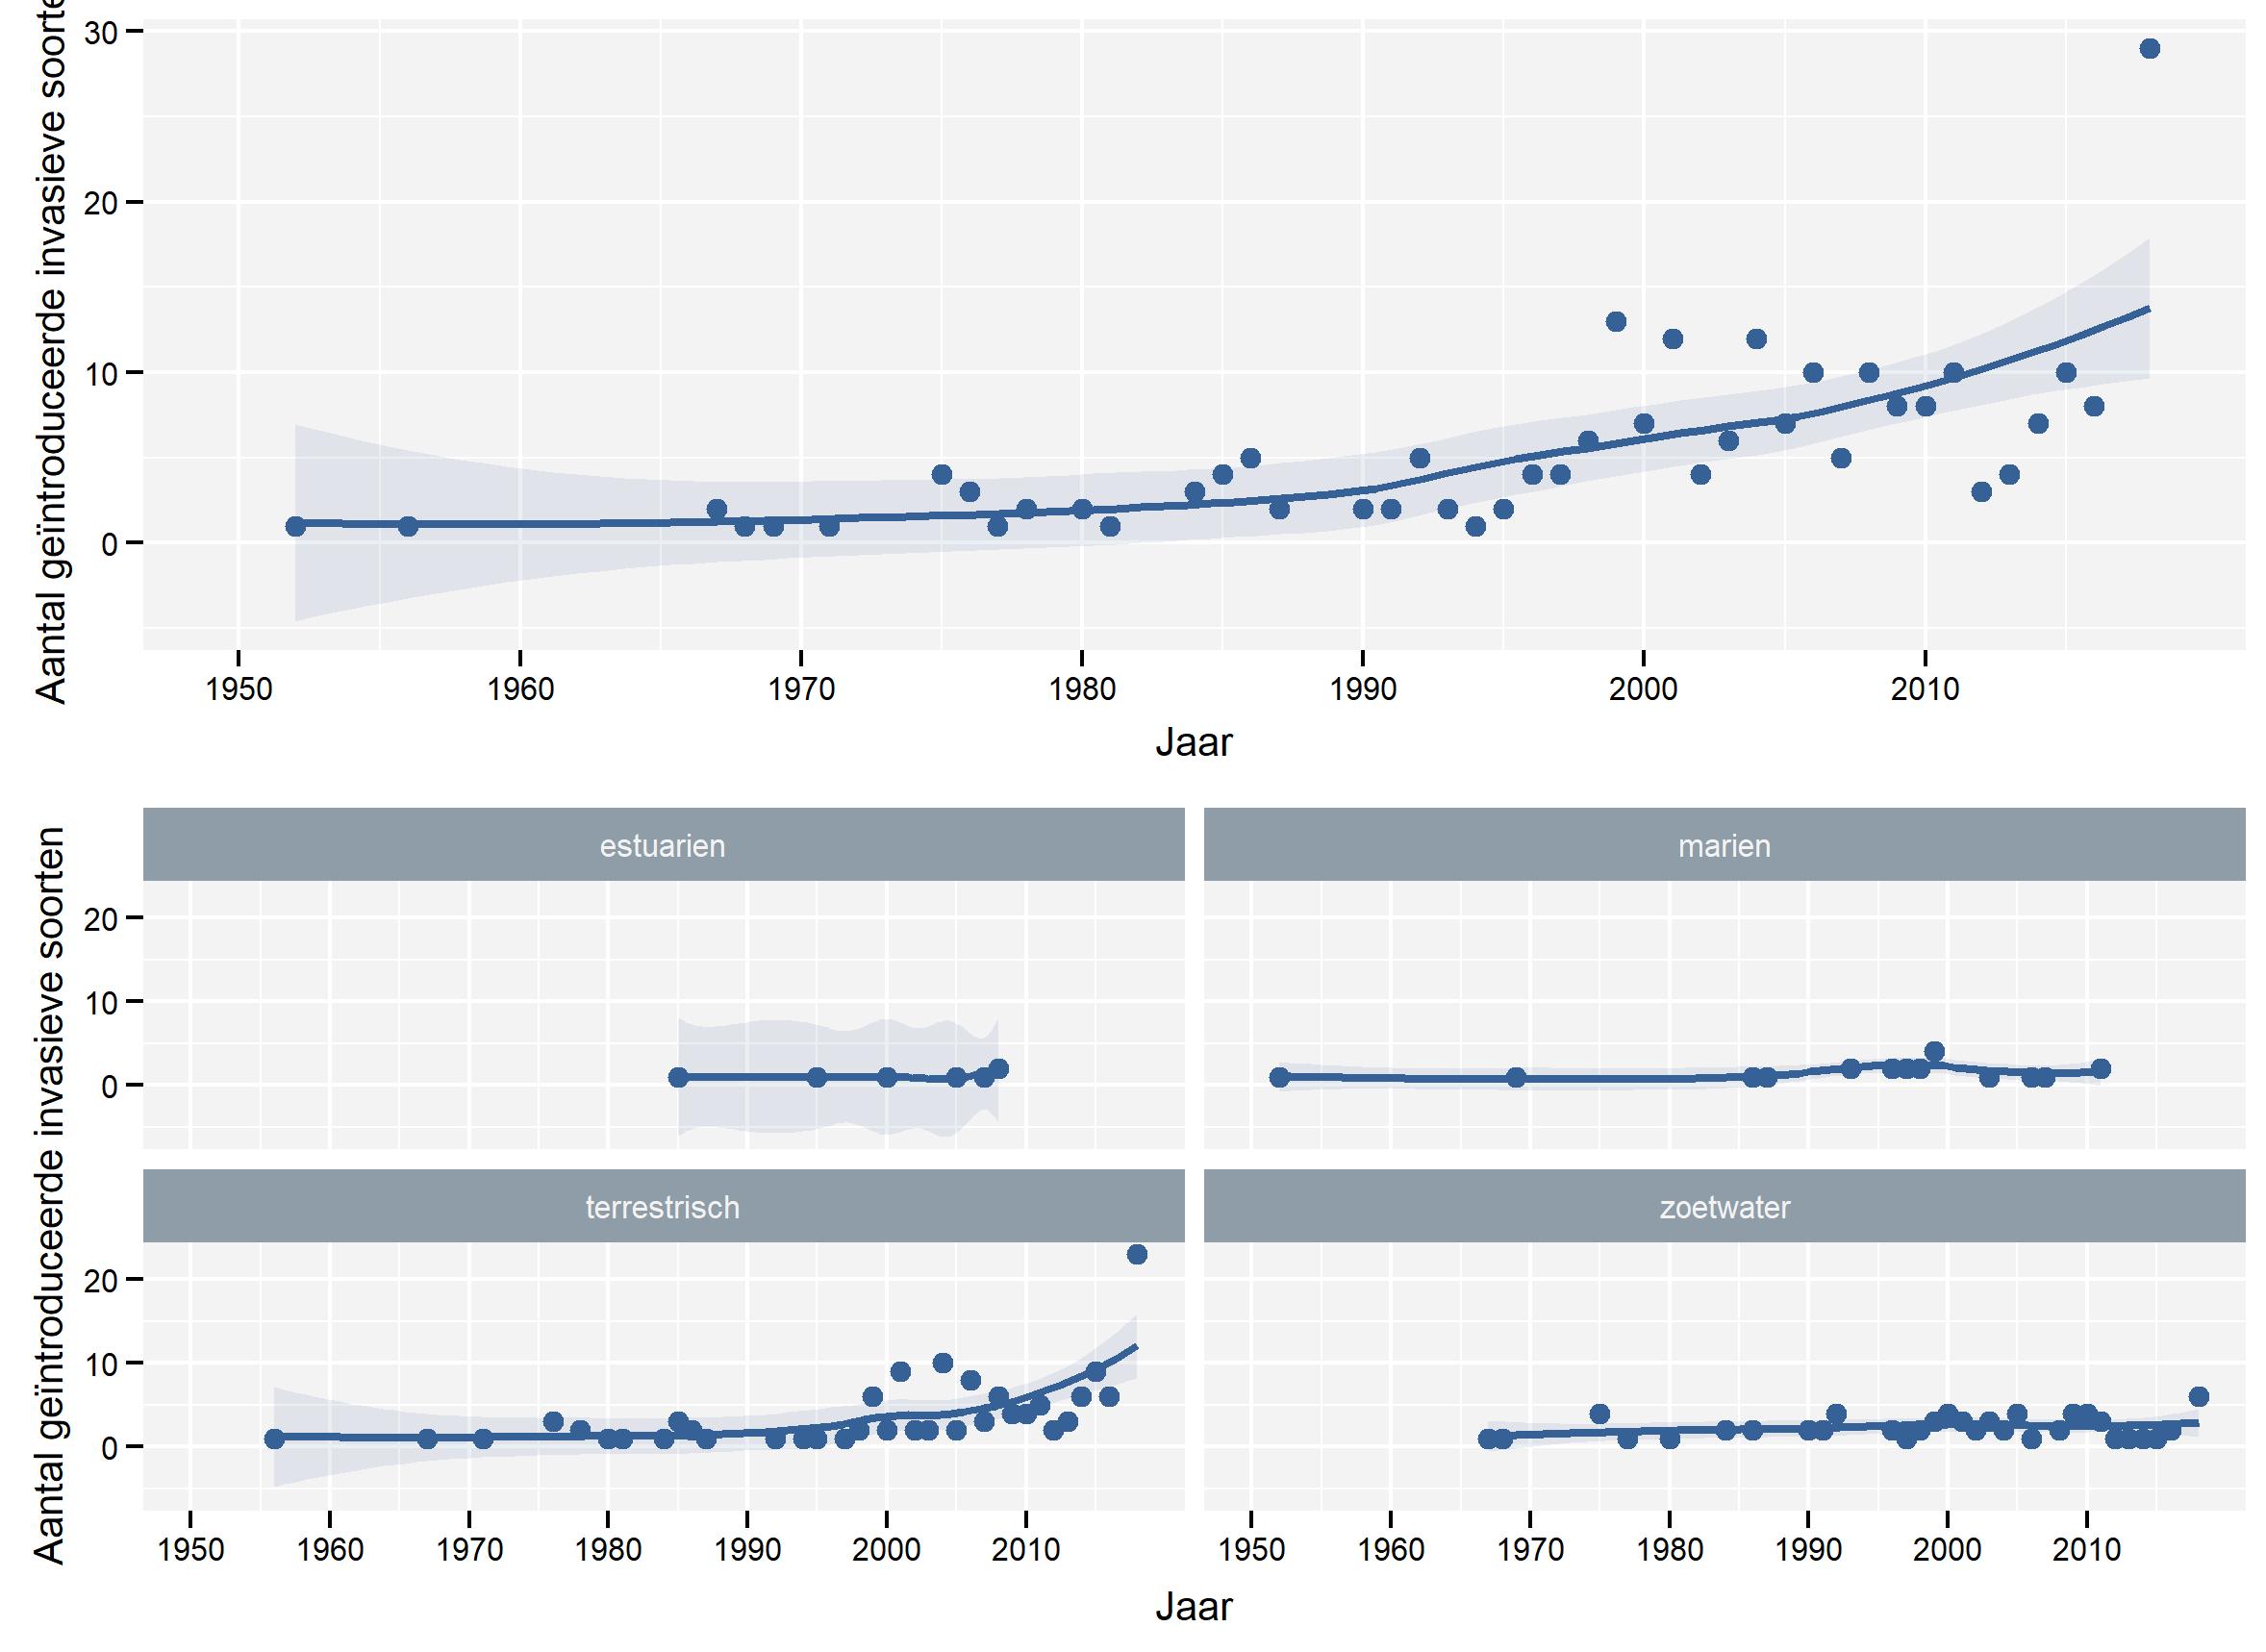 Aantal geïntroduceerde invasieve soorte
30
20
10
0
1950 1960 1970 1980 1990 2000 2010
Jaar
Aantal geïntroduceerde invasieve soorten
estuarien marien
20
10
0
terrestrisch zoetwater
20
10
0
1950 1960 1970 1980 1990 2000 2010 1950 1960 1970 1980 1990 2000 2010
Jaar